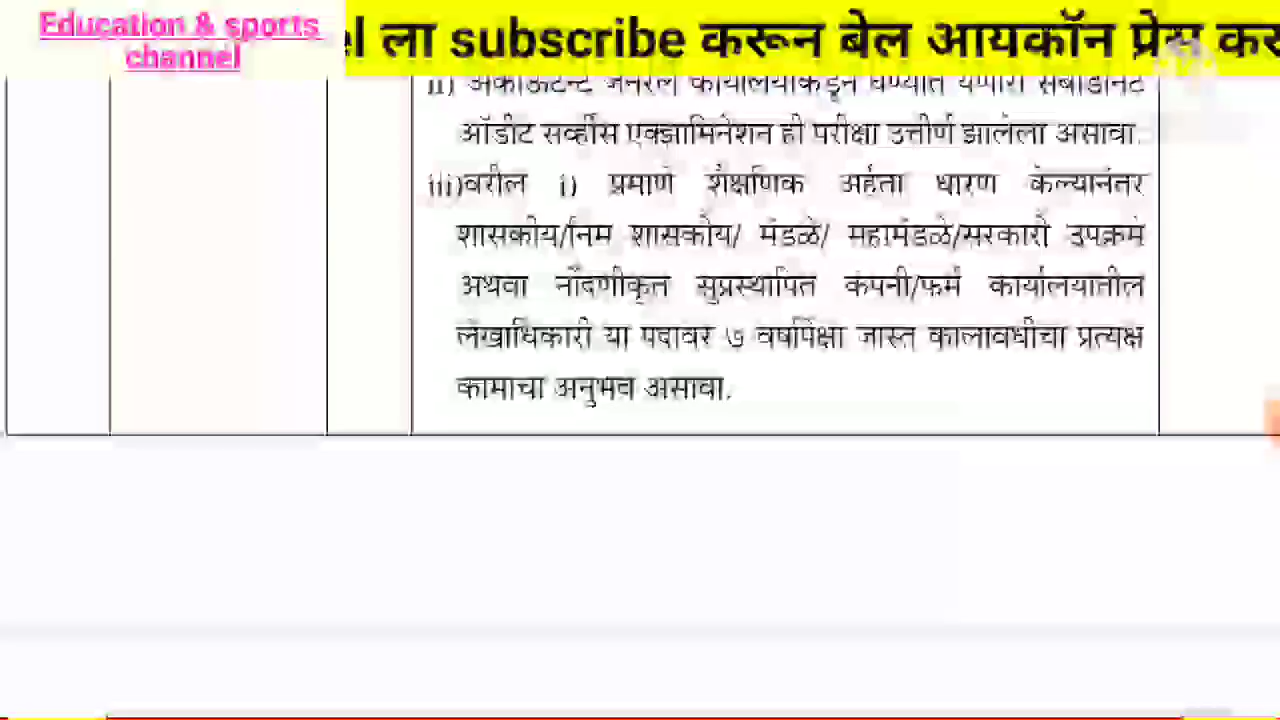 Education & sports
channel
el ला subscribe करून बेल आयकॉन प्रेस कर
ii) अकाऊंटन्ट जनरल कार्यालयाकडून घेण्यात येणारी सबॉर्डीनेट
ऑडीट सर्व्हीस एक्झामिनेशन ही परीक्षा उत्तीर्ण झालेला असावा.
iii)वरील i) प्रमाणे शैक्षणिक अर्हता धारण केल्यानंतर
शासकीय/निम शासकीय/ मंडळे/ महामंडळे/सरकारी उपक्रम
अथवा नोंदणीकृत सुप्रस्थापित कंपनी/फर्म कार्यालयातील
लेखाधिकारी या पदावर ७ वर्षापेक्षा जास्त कालावधीचा प्रत्यक्ष
कामाचा अनुभव असावा.